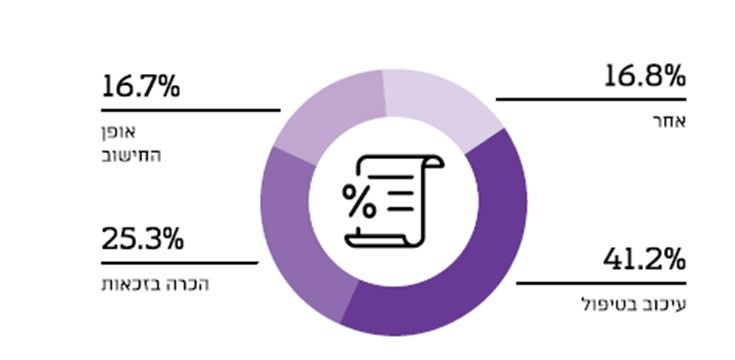 16.8%
אחר
16.7%
אופן
החישוב
%
25.3%
הכרה בזכאות
41.2%
עיכוב בטיפול